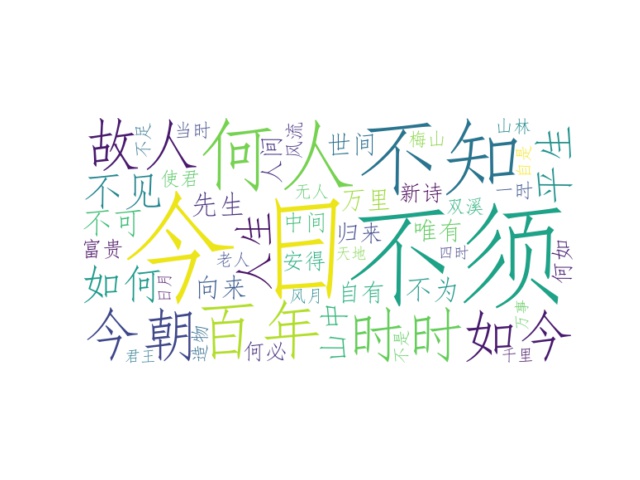 故人
不足
当时
何人
人间
风流
世间
不知
梅山
山林
自是
平生
不见
使君
先生
无人
万里
新诗
一时
双溪
不可
富贵
今日
人生
中间
归来
不须
唯有
何如
如何
日月
老人
向来
安得
天地
四时
风月
自有
不为
今朝
君王
造物
百年
何必
山中
时时
不是
如今
万事
千里